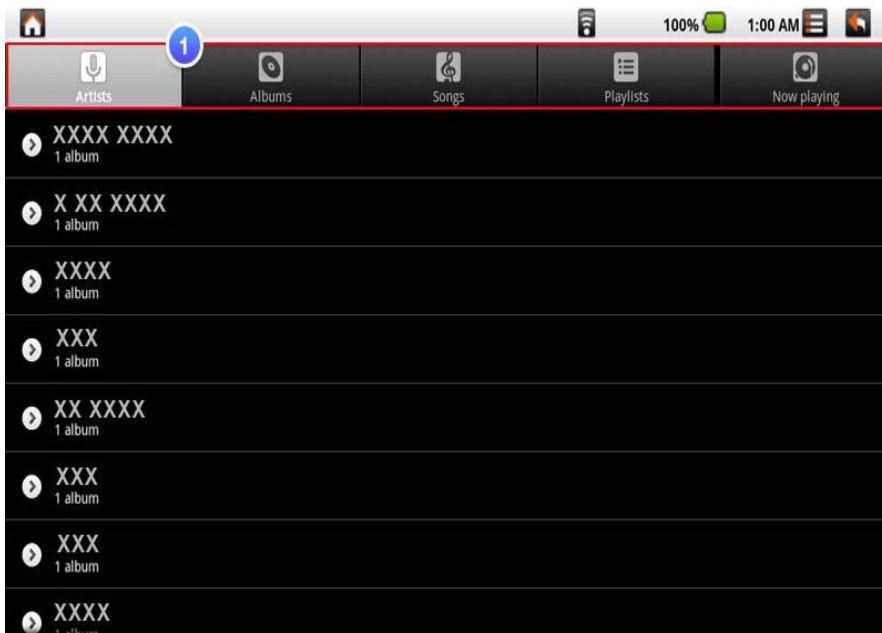 100% 1:00 AM
1
Artists Albums Songs Playlists Now playing
XXXX XXXX
1 album
X XX XXXX
1 album
XXXX
1 album
XXX
1 album
XX XXXX
1 album
XXX
1 album
XXX
1 album
XXXX